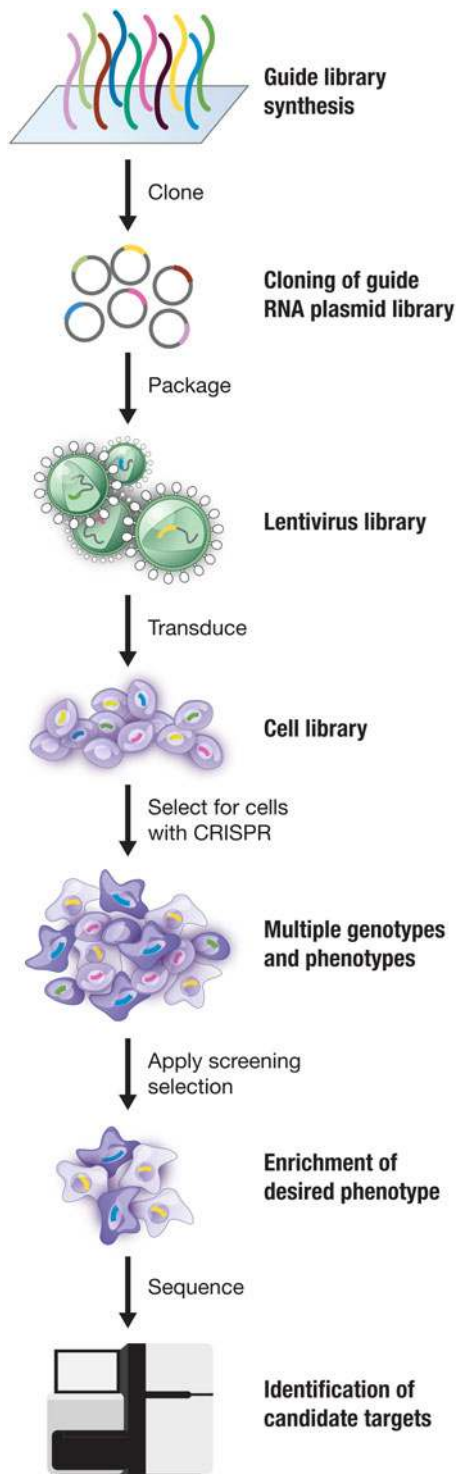 Guide library
synthesis
Clone
Cloning of guide
RNA plasmid library
Package
Lentivirus library
Transduce
Cell library
Select for cells
with CRISPR
Multiple genotypes
and phenotypes
Apply screening
selection
Enrichment of
desired phenotype
Sequence
Identification of
candidate targets